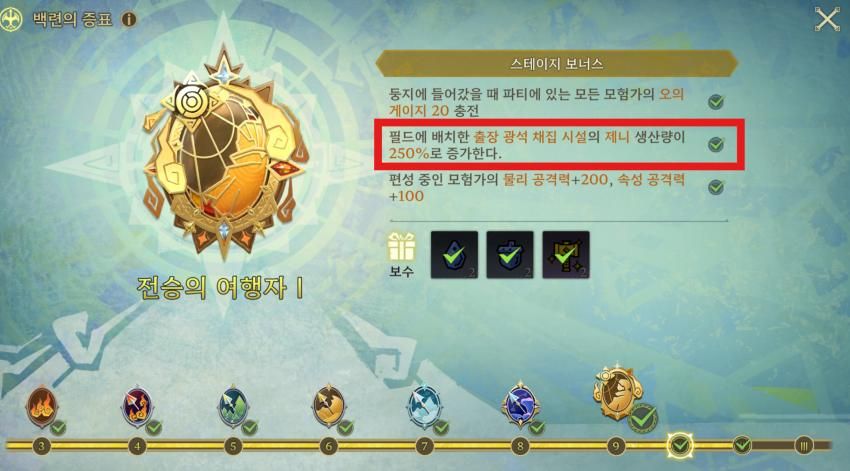 백련의 증표 i
스테이지 보너스
둥지에 들어갔을 때 파티에 있는 모든 모험가의 오의
게이지 20 충전
필드에 배치한 출장 광석 채집 시설의 제니 생산량이
250%로 증가한다.
편성 중인 모험가의 물리 공격력+200, 속성 공격력
+100
보수
2 2 2
전승의 여행자 I
3 4 5 6 7 8 9 III